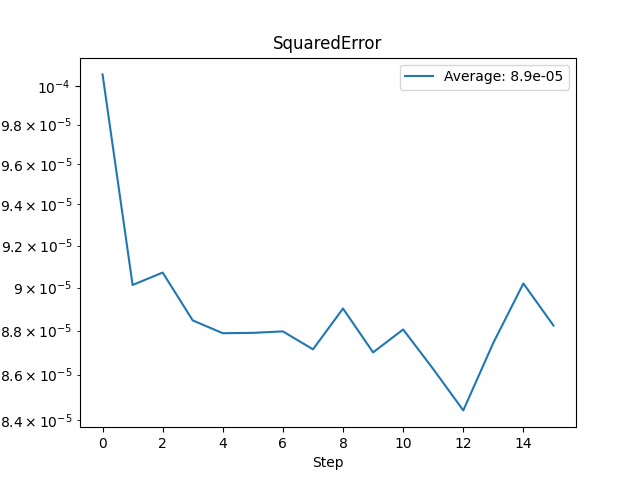 SquaredError
Average: 8.9e-05
10⁻⁴
9.8 × 10⁻⁵
9.6 × 10⁻⁵
9.4 × 10⁻⁵
9.2 × 10⁻⁵
9 × 10⁻⁵
8.8 × 10⁻⁵
8.6 × 10⁻⁵
8.4 × 10⁻⁵
0 2 4 6 8 10 12 14
Step